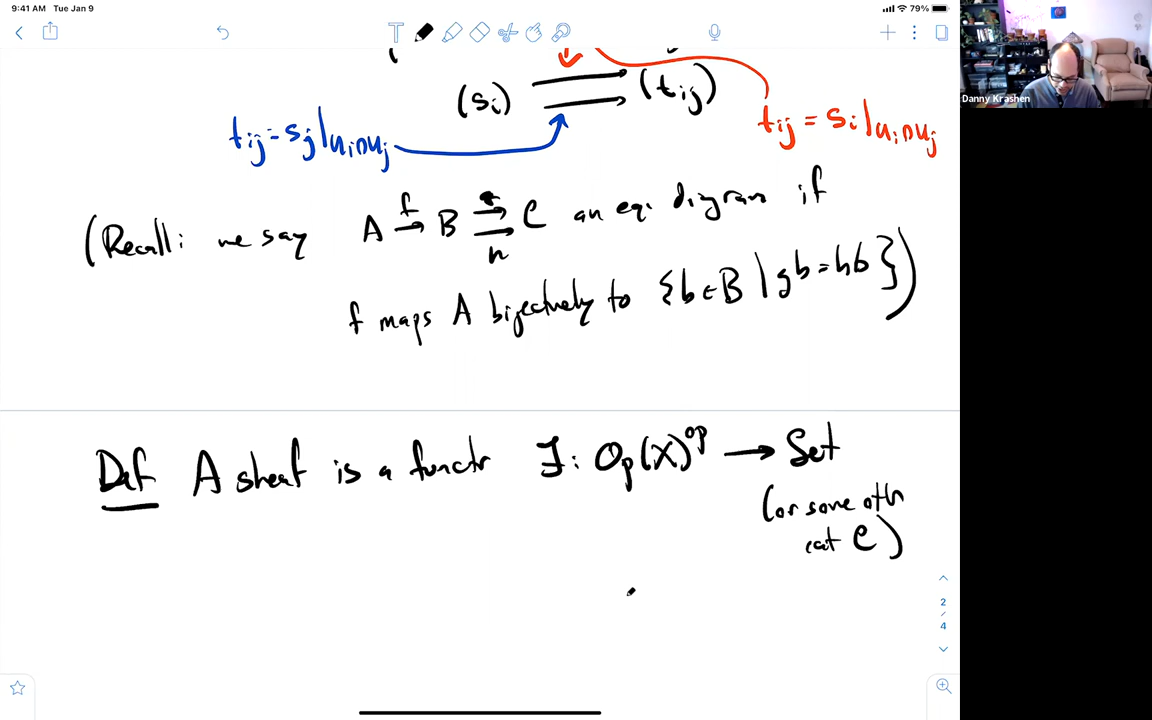 9:41 AM Tue Jan 9
79%
Danny Krashen
(si) (tij)
tij = sj|ui∩uj
tij = si|ui∩uj
(Recall: we say A f→ B ⇉ C an eq. diagram if
h
f maps A bijectively to {b ∈ B | gb = hb})
Def A sheaf is a functr F: Op(X)^op → Set
(or some oth
cat C)
2
/
4